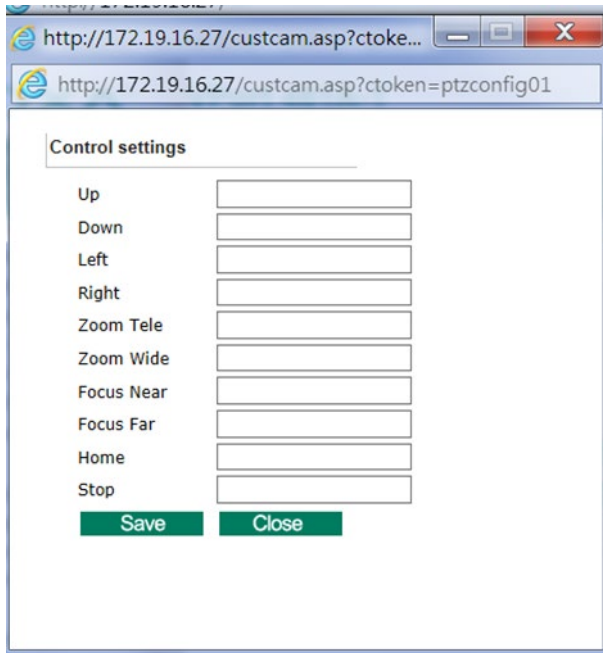 http://172.19.16.27/custcam.asp?ctoke...
http://172.19.16.27/custcam.asp?ctoken=ptzconfig01
Control settings
Up
Down
Left
Right
Zoom Tele
Zoom Wide
Focus Near
Focus Far
Home
Stop
Save Close